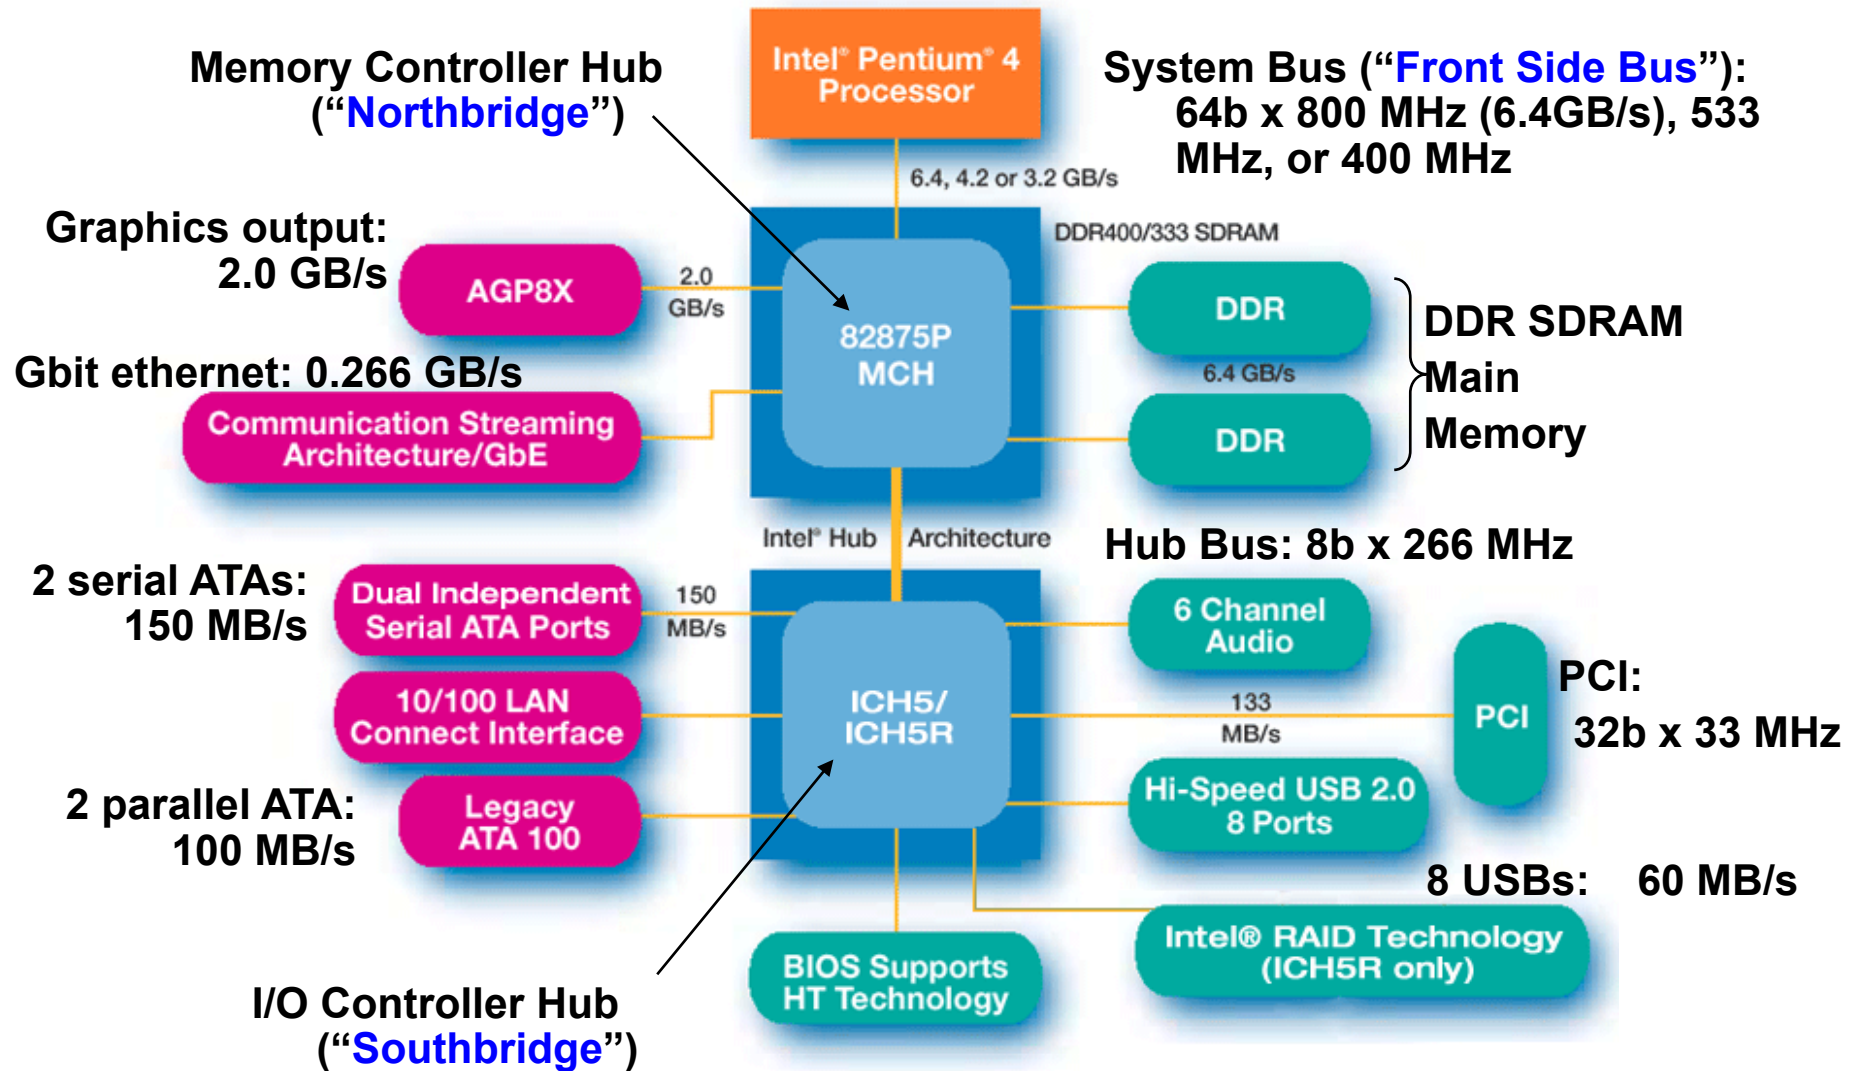 Intel® Pentium® 4
Processor
Memory Controller Hub
(“Northbridge”)
System Bus (“Front Side Bus”):
64b x 800 MHz (6.4GB/s), 533
MHz, or 400 MHz
6.4, 4.2 or 3.2 GB/s
Graphics output:
2.0 GB/s
AGP8X
2.0
GB/s
DDR400/333 SDRAM
82875P
MCH
DDR
6.4 GB/s
DDR
DDR SDRAM
Main
Memory
Gbit ethernet: 0.266 GB/s
Communication Streaming
Architecture/GbE
Intel® Hub Architecture
Hub Bus: 8b x 266 MHz
2 serial ATAs:
150 MB/s
Dual Independent
Serial ATA Ports
150
MB/s
6 Channel
Audio
10/100 LAN
Connect Interface
ICH5/
ICH5R
133
MB/s
PCI
PCI:
32b x 33 MHz
2 parallel ATA:
100 MB/s
Legacy
ATA 100
Hi-Speed USB 2.0
8 Ports
8 USBs: 60 MB/s
BIOS Supports
HT Technology
Intel® RAID Technology
(ICH5R only)
I/O Controller Hub
(“Southbridge”)